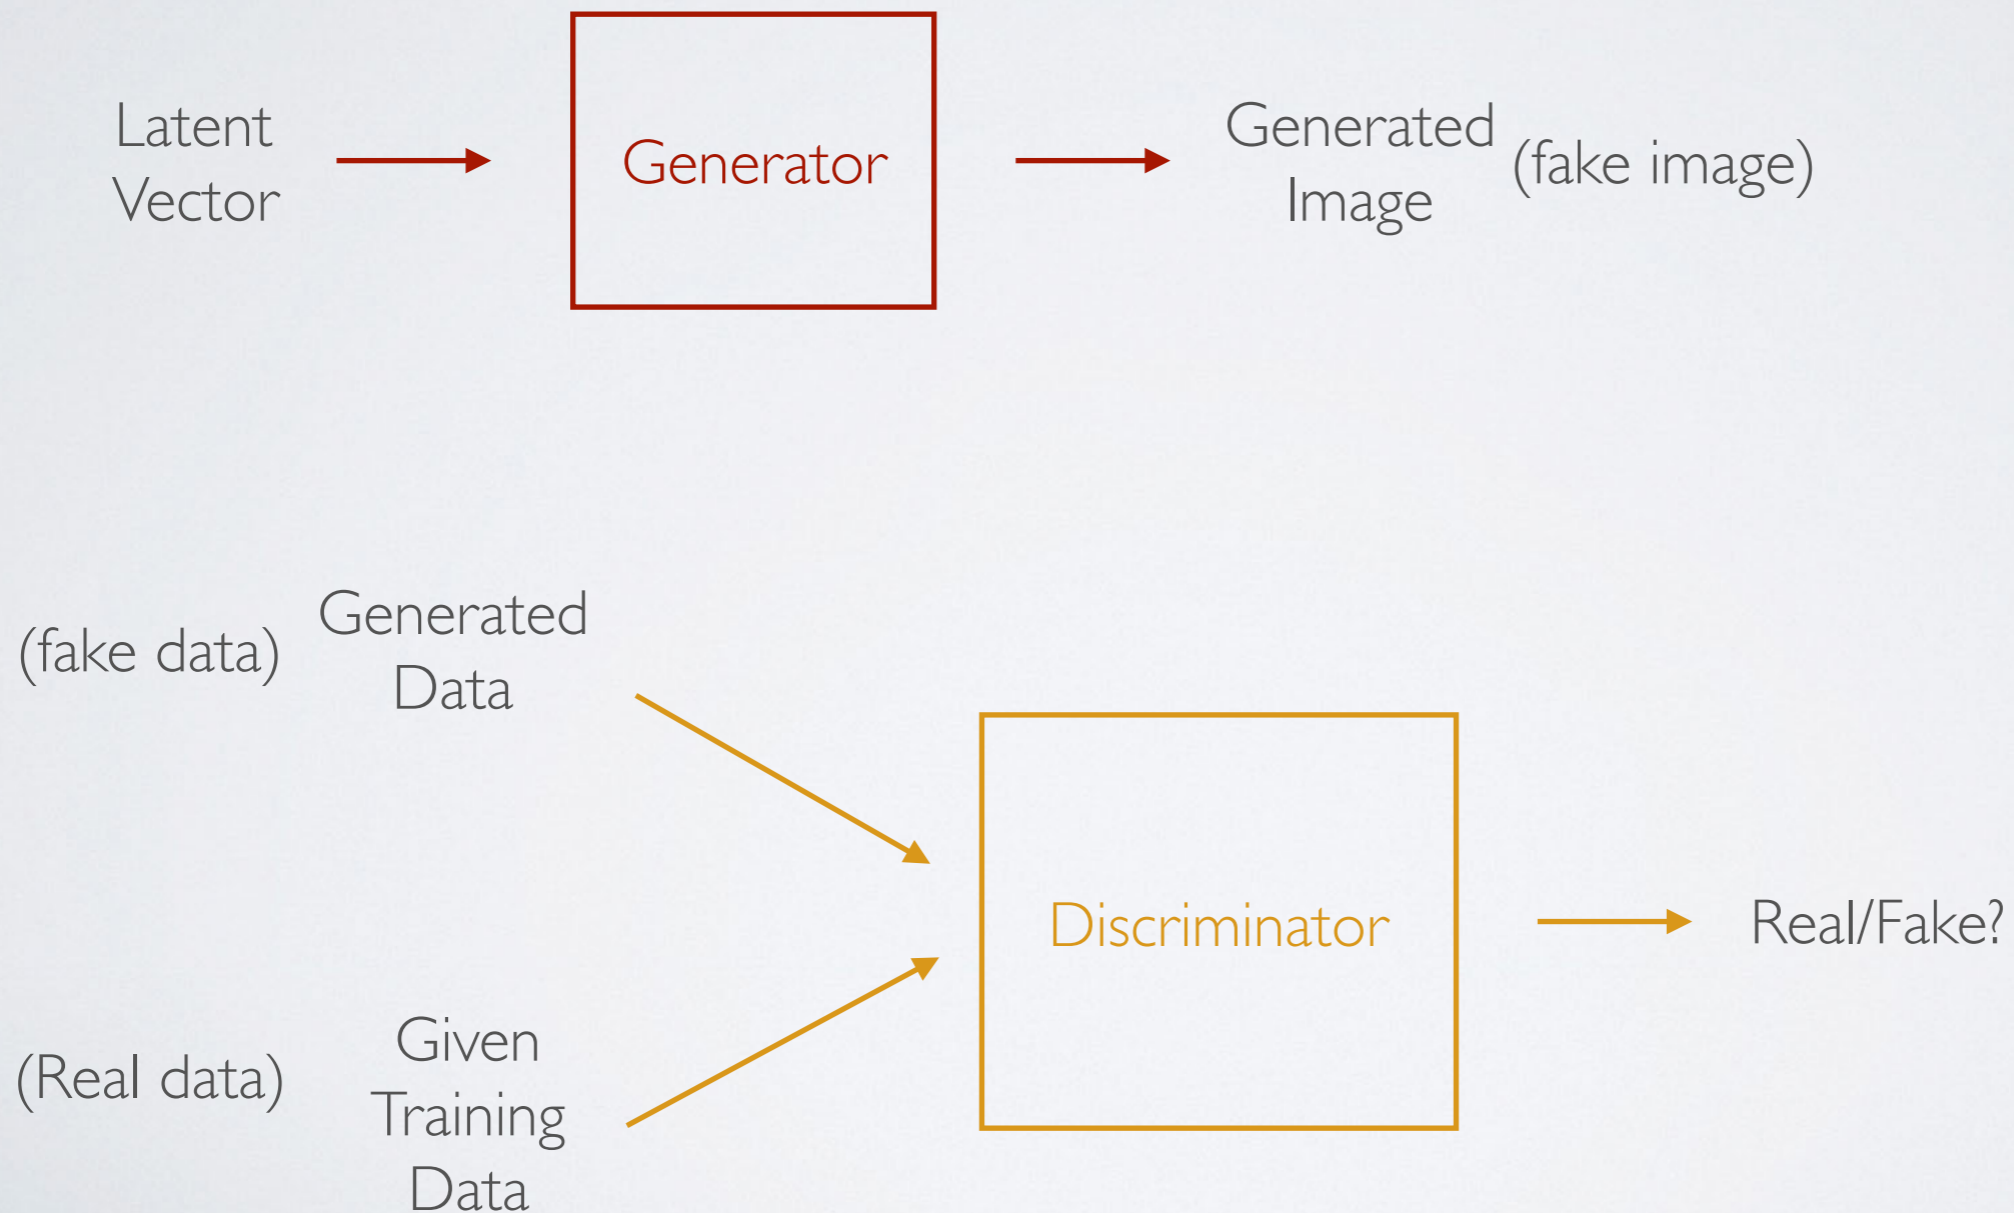 Latent
Vector
Generator
Generated
Image
(fake image)
(fake data)
Generated
Data
(Real data)
Given
Training
Data
Discriminator
Real/Fake?